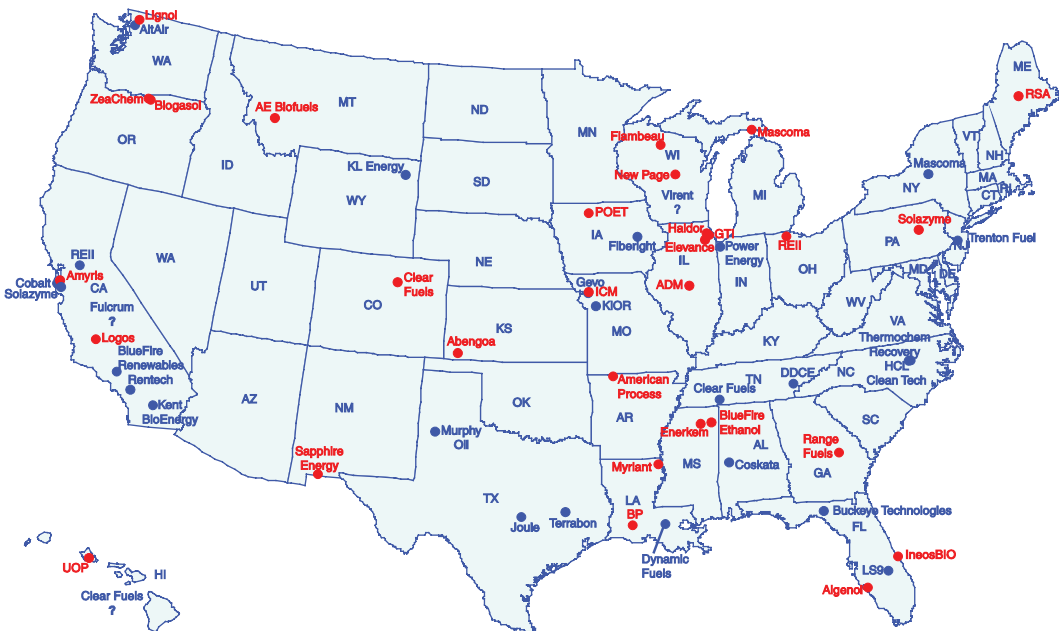 Lignol
AltAir
WA
ZeaChem
Biogasol
OR
ID
AE Biofuels
MT
ND
SD
KL Energy
WY
MN
Flambeau
WI
New Page
Virent
?
Mascoma
MI
ME
RSA
VT
NH
Mascoma
NY
MA
RI
CT
Solazyme
PA
NJ
Trenton Fuel
MD
DE
REII
Amyris
Cobalt
Solazyme
CA
Fulcrum
?
Logos
BlueFire
Renewables
Rentech
Kent
BioEnergy
WA
UT
AZ
CO
Clear
Fuels
NM
Sapphire
Energy
NE
KS
Abengoa
OK
POET
IA
Fiberight
Gevo
ICM
KiOR
MO
Haldor
GTI
Elevance
IL
ADM
Power
Energy
IN
REII
OH
WV
KY
VA
Thermochem
Recovery
HCL
Clean Tech
NC
DDCE
TN
Clear Fuels
SC
American
Process
AR
Enerkem
BlueFire
Ethanol
MS
AL
Coskata
Range
Fuels
GA
Murphy
Oil
TX
Joule
Terrabon
Myriant
LA
BP
Dynamic
Fuels
Buckeye Technologies
FL
IneosBIO
LS9
Algenol
UOP
HI
Clear Fuels
?